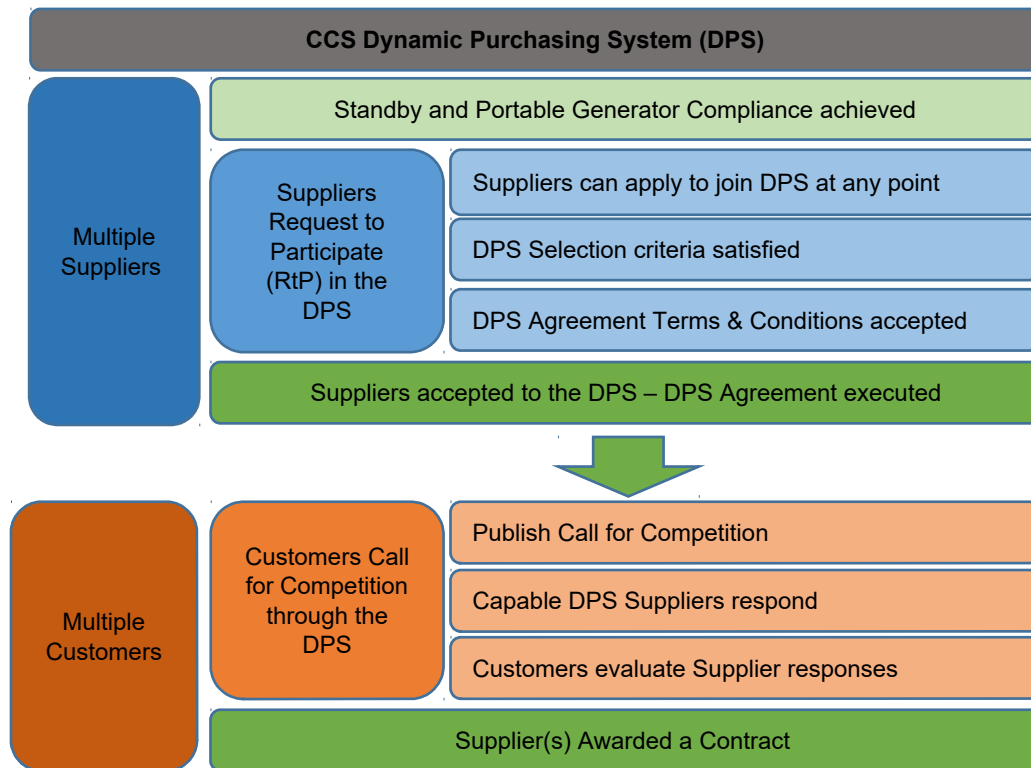 CCS Dynamic Purchasing System (DPS)
Standby and Portable Generator Compliance achieved
Multiple
Suppliers
Suppliers
Request to
Participate
(RtP) in the
DPS
Suppliers can apply to join DPS at any point
DPS Selection criteria satisfied
DPS Agreement Terms & Conditions accepted
Suppliers accepted to the DPS – DPS Agreement executed
Multiple
Customers
Customers Call
for Competition
through the
DPS
Publish Call for Competition
Capable DPS Suppliers respond
Customers evaluate Supplier responses
Supplier(s) Awarded a Contract